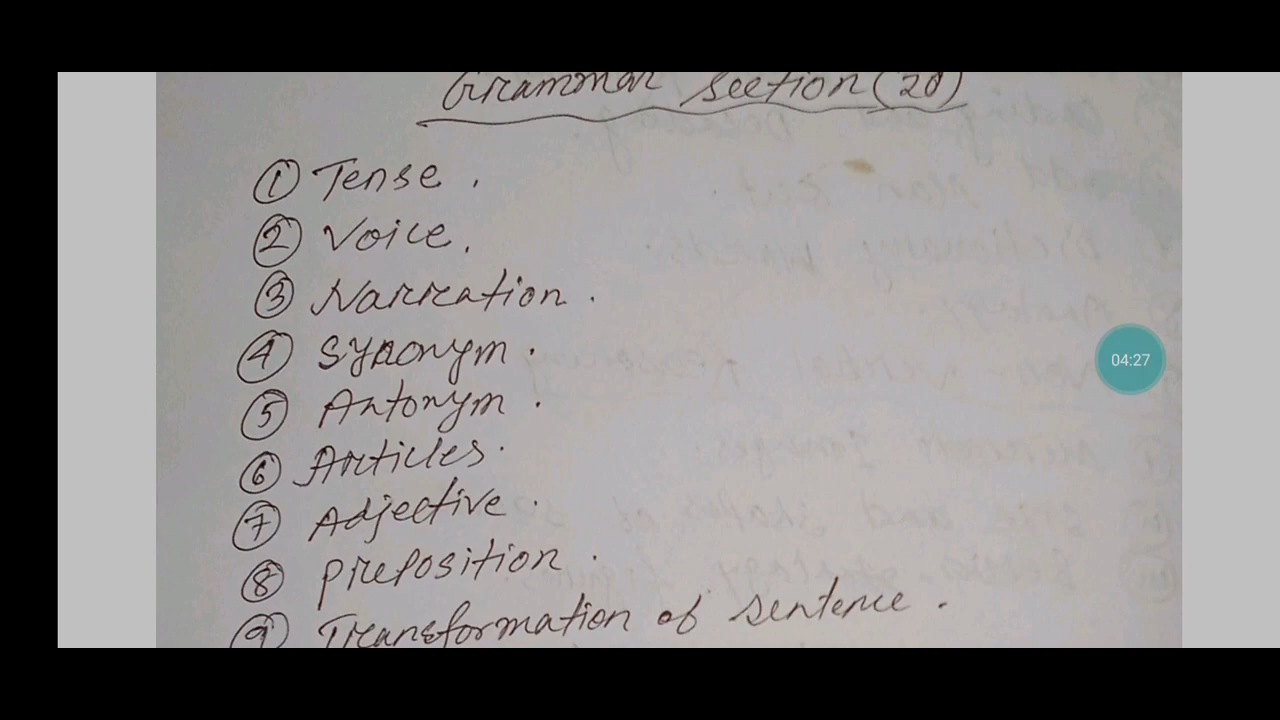 Grammar Section (20)
① Tense.
② Voice.
③ Narration.
④ Synonym.
⑤ Antonym.
⑥ Articles.
⑦ Adjective.
⑧ Preposition.
⑨ Transformation of sentence.
04:27